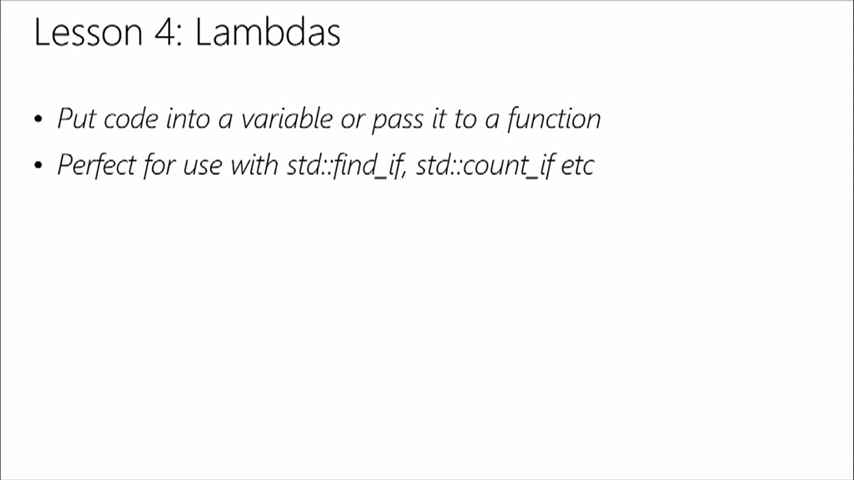 Lesson 4: Lambdas
• Put code into a variable or pass it to a function
• Perfect for use with std::find_if, std::count_if etc